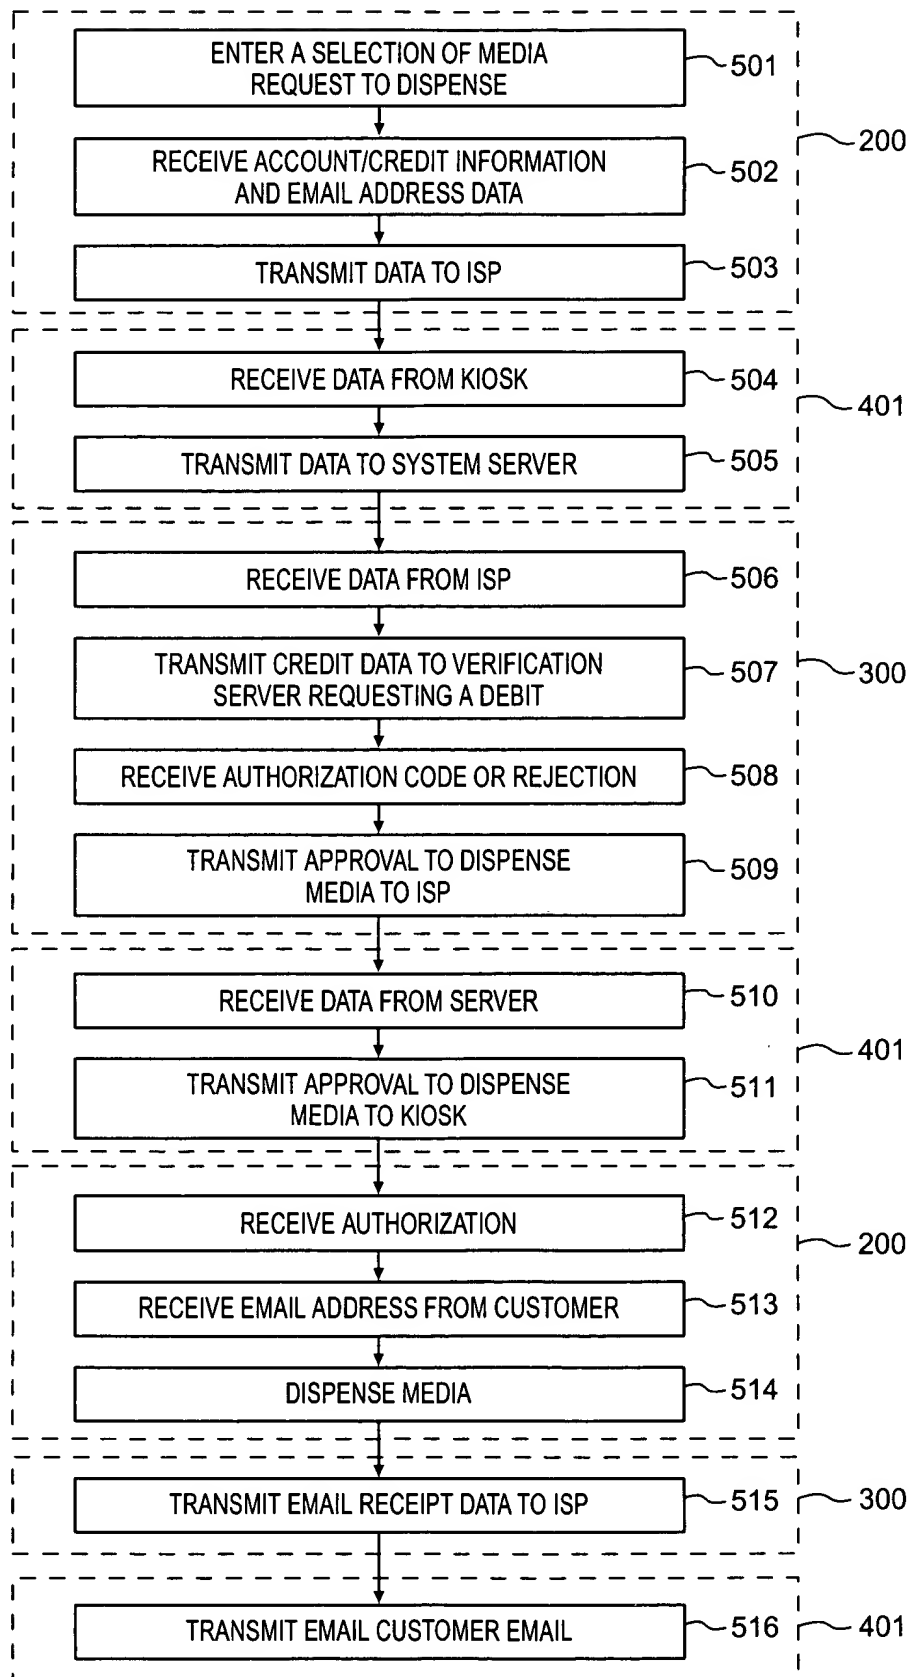 ENTER A SELECTION OF MEDIA
REQUEST TO DISPENSE
501
200
RECEIVE ACCOUNT/CREDIT INFORMATION
AND EMAIL ADDRESS DATA
502
TRANSMIT DATA TO ISP
503
RECEIVE DATA FROM KIOSK
504
401
TRANSMIT DATA TO SYSTEM SERVER
505
RECEIVE DATA FROM ISP
506
TRANSMIT CREDIT DATA TO VERIFICATION
SERVER REQUESTING A DEBIT
507
300
RECEIVE AUTHORIZATION CODE OR REJECTION
508
TRANSMIT APPROVAL TO DISPENSE
MEDIA TO ISP
509
RECEIVE DATA FROM SERVER
510
401
TRANSMIT APPROVAL TO DISPENSE
MEDIA TO KIOSK
511
RECEIVE AUTHORIZATION
512
200
RECEIVE EMAIL ADDRESS FROM CUSTOMER
513
DISPENSE MEDIA
514
TRANSMIT EMAIL RECEIPT DATA TO ISP
515
300
TRANSMIT EMAIL CUSTOMER EMAIL
516
401